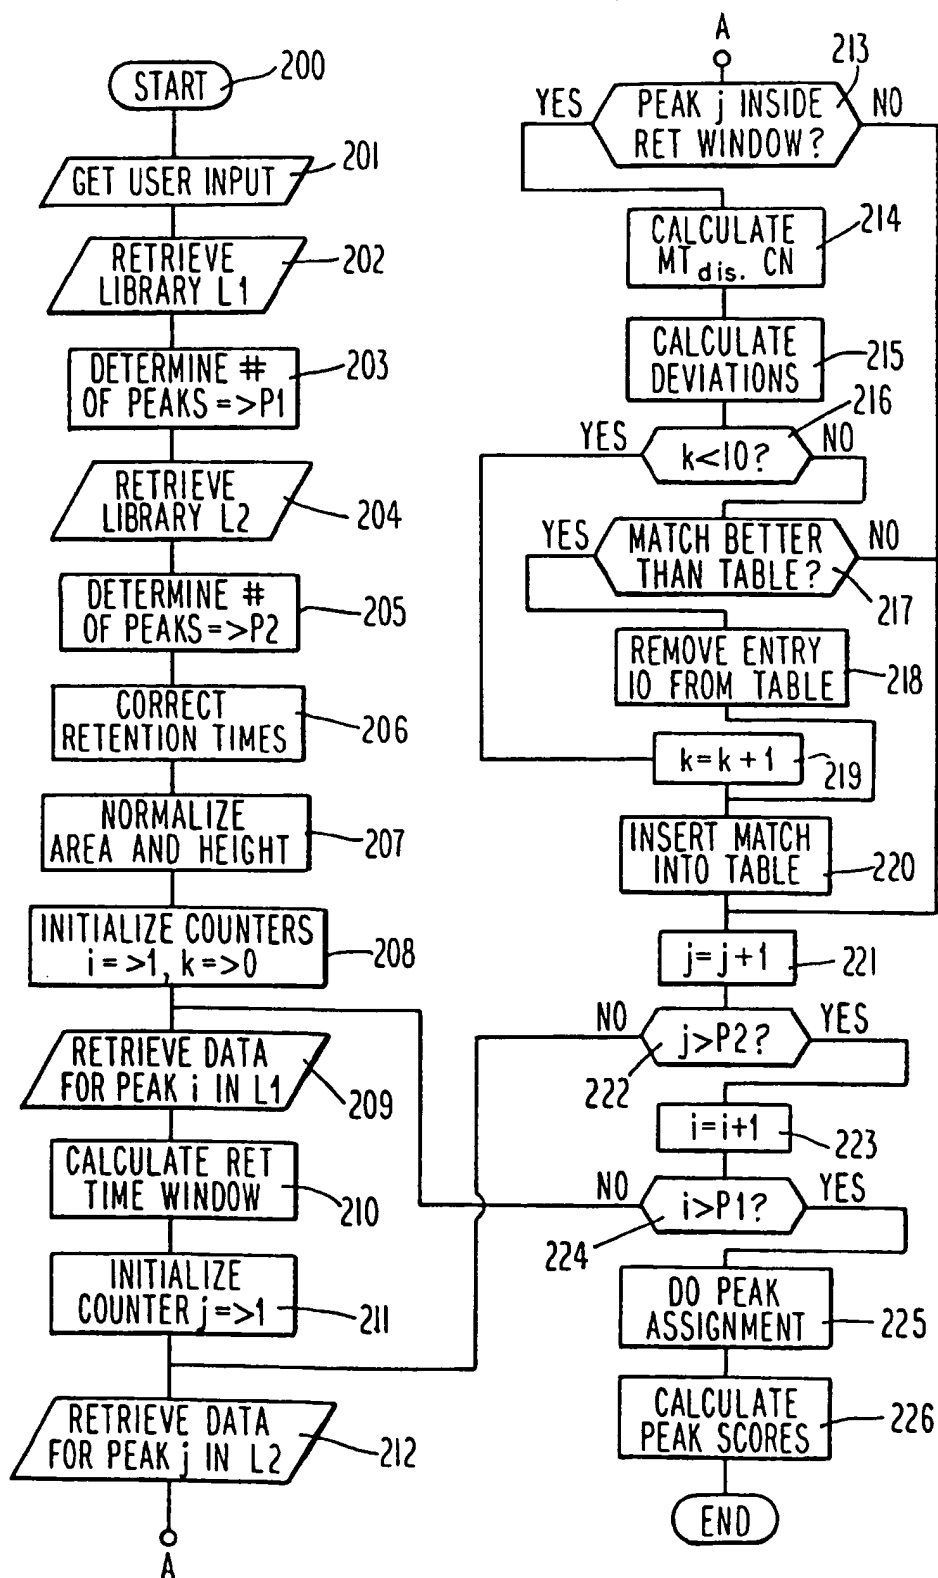 START
200
GET USER INPUT
201
RETRIEVE
LIBRARY L1
202
DETERMINE #
OF PEAKS =>P1
203
RETRIEVE
LIBRARY L2
204
DETERMINE #
OF PEAKS =>P2
205
CORRECT
RETENTION TIMES
206
NORMALIZE
AREA AND HEIGHT
207
INITIALIZE COUNTERS
i =>1, k =>0
208
RETRIEVE DATA
FOR PEAK i IN L1
209
CALCULATE RET
TIME WINDOW
210
INITIALIZE
COUNTER j =>1
211
RETRIEVE DATA
FOR PEAK j IN L2
212
A
A
213
YES
PEAK j INSIDE
RET WINDOW?
NO
CALCULATE
MTdis. CN
214
CALCULATE
DEVIATIONS
215
216
YES
k<10?
NO
YES
MATCH BETTER
THAN TABLE?
NO
217
REMOVE ENTRY
10 FROM TABLE
218
k=k+1
219
INSERT MATCH
INTO TABLE
220
j=j+1
221
NO
j>P2?
YES
222
i=i+1
223
NO
i>P1?
YES
224
DO PEAK
ASSIGNMENT
225
CALCULATE
PEAK SCORES
226
END